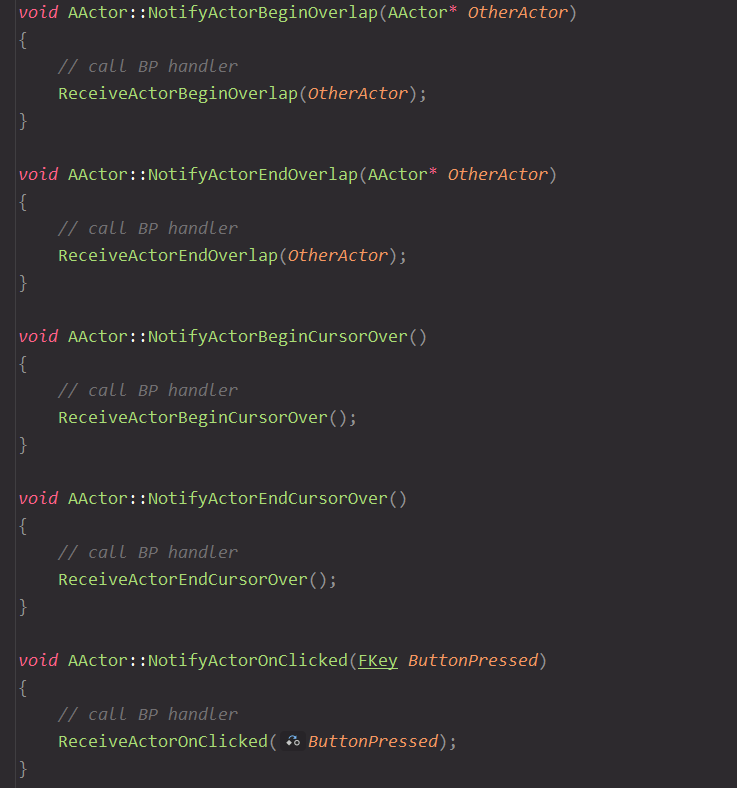 void AActor::NotifyActorBeginOverlap(AActor* OtherActor)
{
    // call BP handler
    ReceiveActorBeginOverlap(OtherActor);
}

void AActor::NotifyActorEndOverlap(AActor* OtherActor)
{
    // call BP handler
    ReceiveActorEndOverlap(OtherActor);
}

void AActor::NotifyActorBeginCursorOver()
{
    // call BP handler
    ReceiveActorBeginCursorOver();
}

void AActor::NotifyActorEndCursorOver()
{
    // call BP handler
    ReceiveActorEndCursorOver();
}

void AActor::NotifyActorOnClicked(FKey ButtonPressed)
{
    // call BP handler
    ReceiveActorOnClicked(ButtonPressed);
}